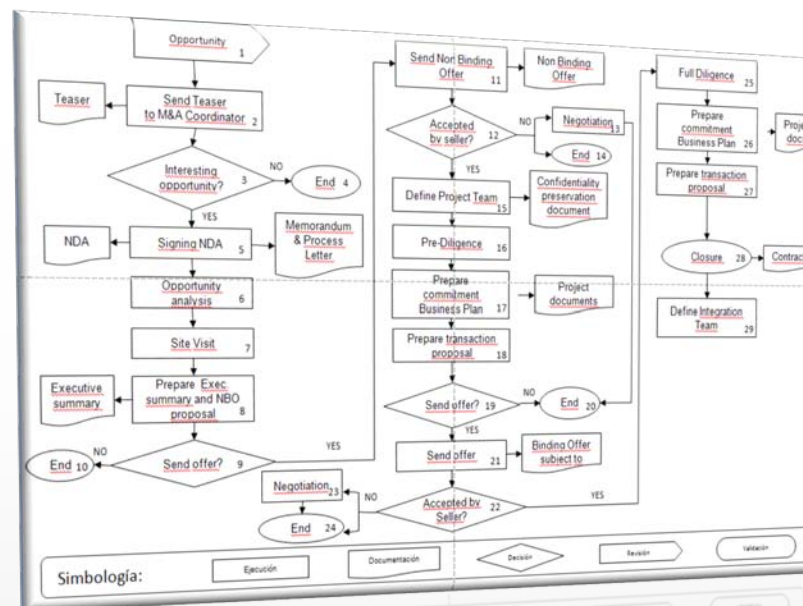 Opportunity
1
Teaser
Send Teaser
to M&A Coordinator
2
Interesting
opportunity?
3
NO
End
4
YES
NDA
Signing NDA
5
Memorandum
& Process
Letter
Opportunity
analysis
6
Site Visit
7
Executive
summary
Prepare Exec
summary and NBO
proposal
8
Send offer?
9
NO
End
10
YES
Send Non Binding
Offer
11
Non Binding
Offer
Accepted
by seller?
12
NO
Negotiation
13
End
14
YES
Define Project Team
15
Confidentiality
preservation
document
Pre-Diligence
16
Prepare
commitment
Business Plan
17
Project
documents
Prepare transaction
proposal
18
Send offer?
19
NO
End
20
YES
Send offer
21
Binding Offer
subject to
Accepted by
Seller?
22
NO
Negotiation
23
End
24
YES
Full Diligence
25
Prepare
commitment
Business Plan
26
Proj
docu
Prepare transaction
proposal
27
Closure
28
Contrac
Define Integration
Team
29
Simbología:
Ejecución
Documentación
Decisión
Revisión
Validación